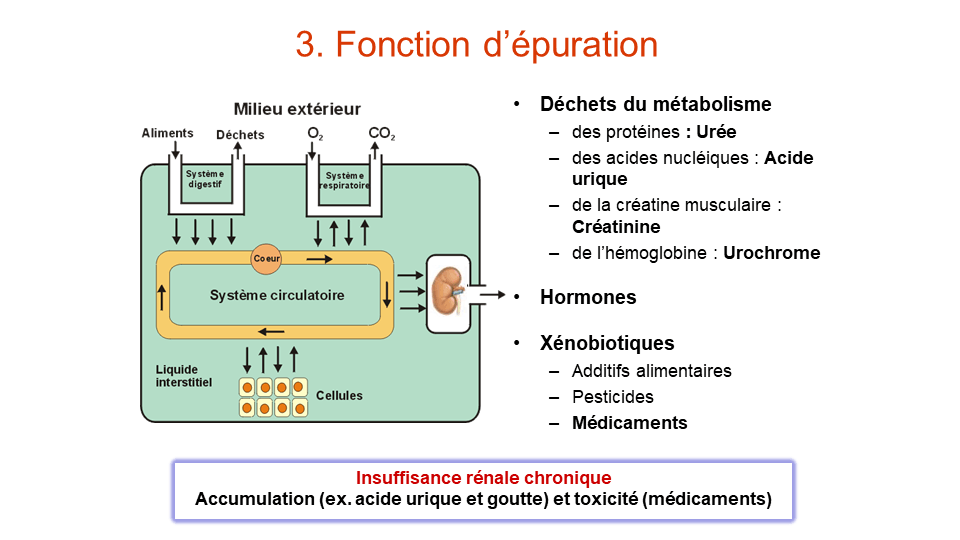 3. Fonction d’épuration
Milieu extérieur
Aliments
Déchets
O₂
CO₂
Système
digestif
Système
respiratoire
Coeur
Système circulatoire
Liquide
interstitiel
Cellules
• Déchets du métabolisme
– des protéines : Urée
– des acides nucléiques : Acide
urique
– de la créatine musculaire :
Créatinine
– de l’hémoglobine : Urochrome
• Hormones
• Xénobiotiques
– Additifs alimentaires
– Pesticides
– Médicaments
Insuffisance rénale chronique
Accumulation (ex. acide urique et goutte) et toxicité (médicaments)